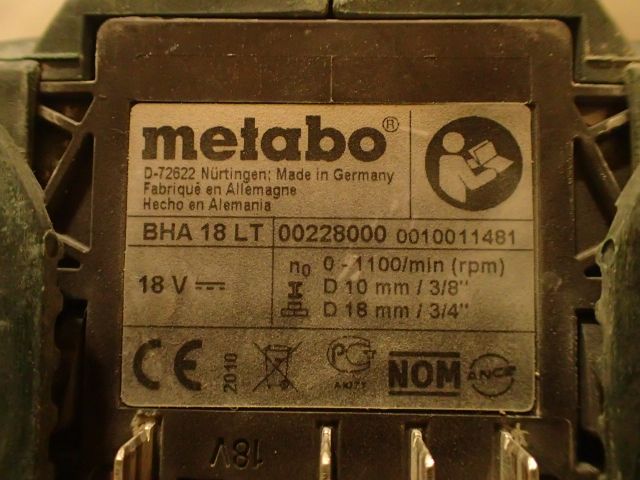 metabo®
D-72622 Nürtingen; Made in Germany
Fabriqué en Allemagne
Hecho en Alemania
BHA 18 LT 00228000 0010011481
18 V n₀ 0 - 1100/min (rpm)
D 10 mm / 3/8"
D 18 mm / 3/4"
CE 2010 NOM ANCE
18V